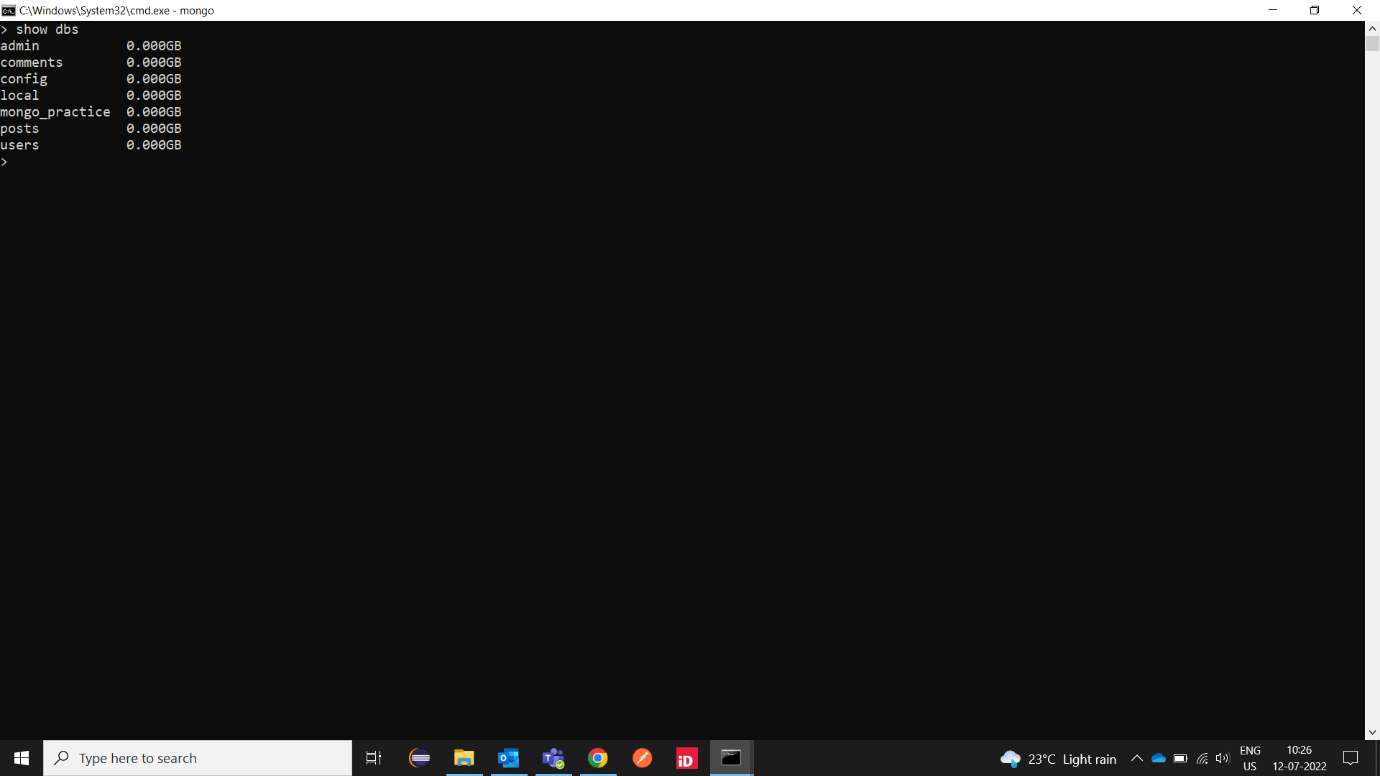 C:\Windows\System32\cmd.exe - mongo
> show dbs
admin           0.000GB
comments        0.000GB
config          0.000GB
local           0.000GB
mongo_practice  0.000GB
posts           0.000GB
users           0.000GB
>
Type here to search
iD
23°C Light rain
ENG
US
10:26
12-07-2022